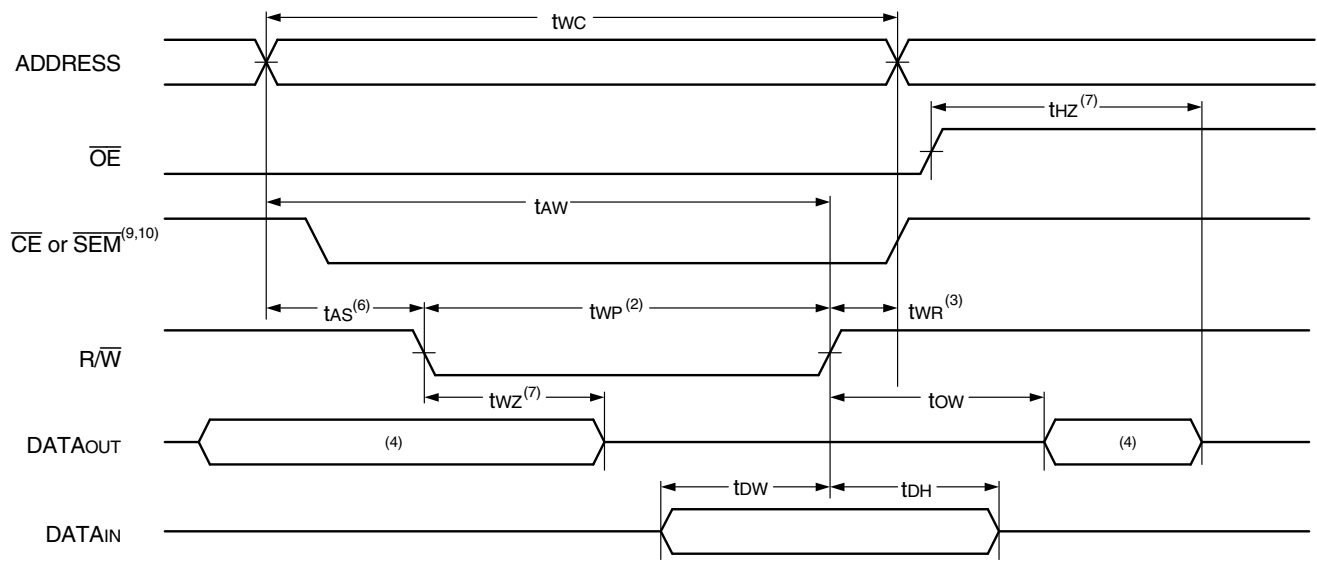 tWC
ADDRESS
tHZ(7)
OE
tAW
CE or SEM(9,10)
tAS(6)
tWP(2)
tWR(3)
R/W
tWZ(7)
tOW
DATAOUT
(4)
(4)
tDW
tDH
DATAIN